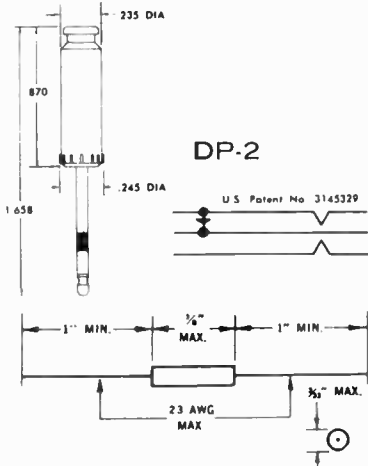 .235 DIA
870
DP-2
.245 DIA
U S Patent No 3145329
1 658
1" MIN.
3/8" MAX.
1" MIN.
23 AWG MAX
3/32" MAX.